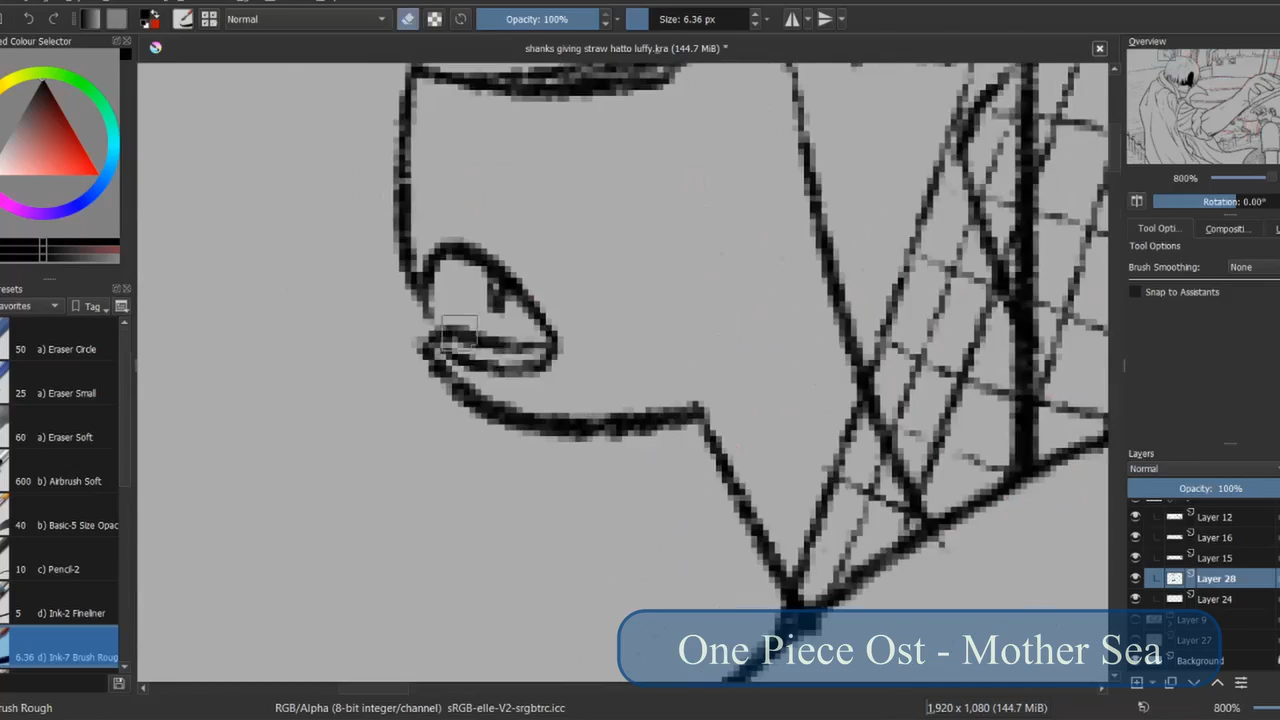 Normal
Opacity: 100%
Size: 6.36 px
ed Colour Selector
shanks giving straw hatto luffy.kra (144.7 MiB) *
Overview
800%
Rotation: 0.00°
Tool Opti...
Compositi...
Tool Options
Brush Smoothing:
None
Snap to Assistants
resets
avorites
Tag
50 a) Eraser Circle
25 a) Eraser Small
60 a) Eraser Soft
600 b) Airbrush Soft
40 b) Basic-5 Size Opac
10 c) Pencil-2
5 d) Ink-2 Fineliner
6.36 d) Ink-7 Brush Roug
Layers
Normal
Opacity: 100%
Layer 12
Layer 16
Layer 15
Layer 28
Layer 24
Layer 9
Layer 27
Background
One Piece Ost - Mother Sea
rush Rough
RGB/Alpha (8-bit integer/channel) sRGB-elle-V2-srgbtrc.icc
1,920 x 1,080 (144.7 MiB)
800%